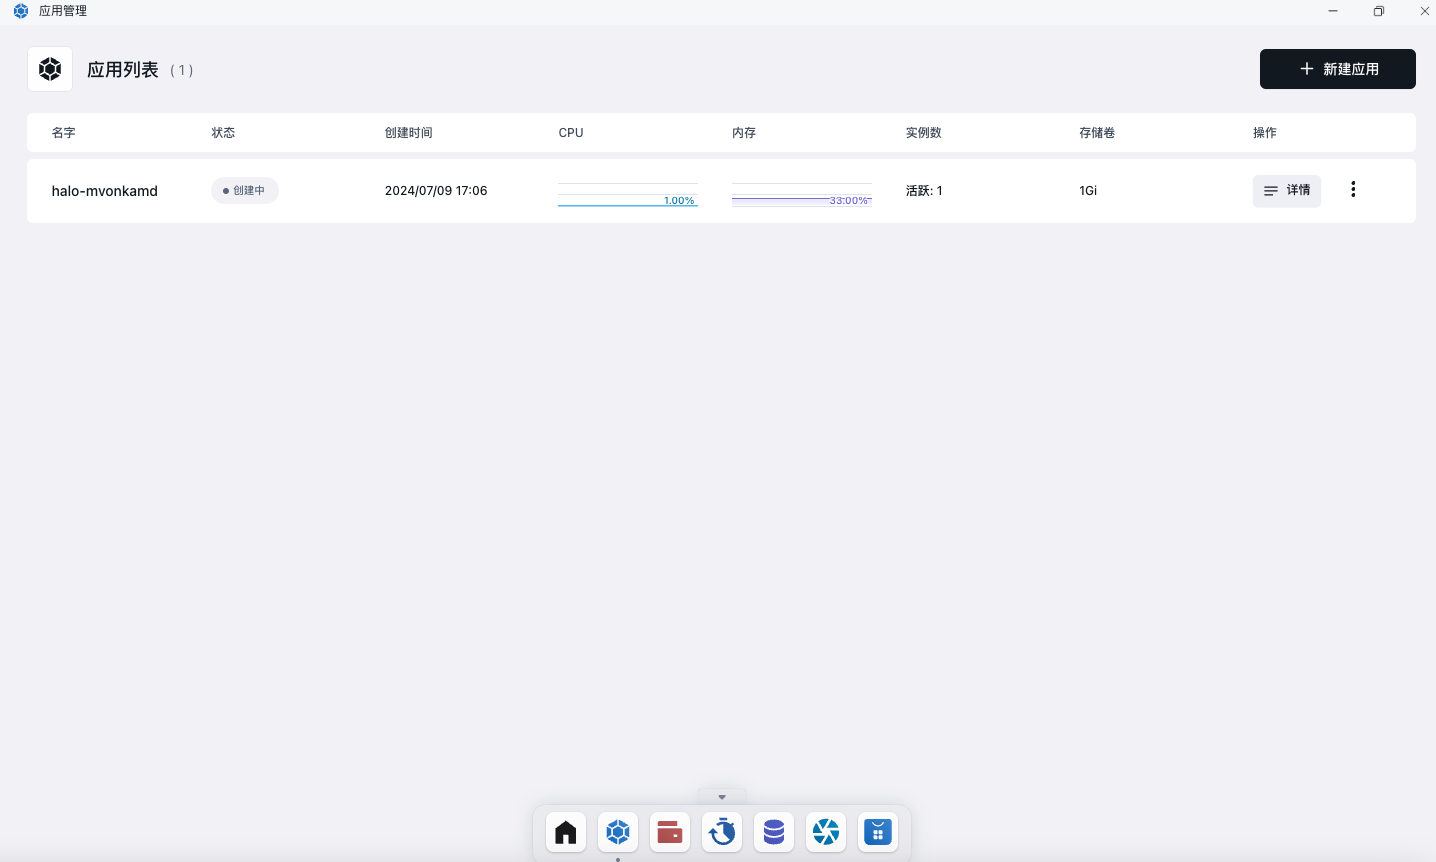 应用管理
应用列表 ( 1 )
新建应用
名字 状态 创建时间 CPU 内存 实例数 存储卷 操作
halo-mvonkamd 创建中 2024/07/09 17:06 1.00% 33.00% 活跃: 1 1Gi 详情